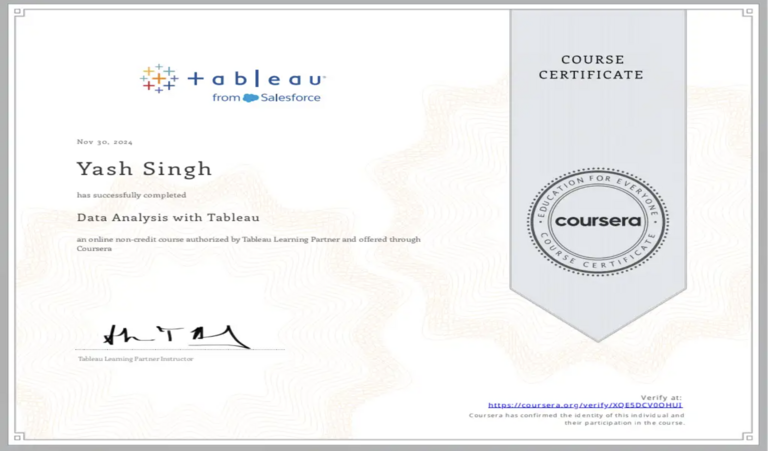 +ableau
from Salesforce
COURSE
CERTIFICATE
Nov 30, 2024
Yash Singh
has successfully completed
Data Analysis with Tableau
an online non-credit course authorized by Tableau Learning Partner and offered through
Coursera
EDUCATION FOR EVERYONE
coursera
COURSE CERTIFICATE
Tableau Learning Partner Instructor
Verify at:
https://coursera.org/verify/
Coursera has confirmed the identity of this individual and
their participation in the course.